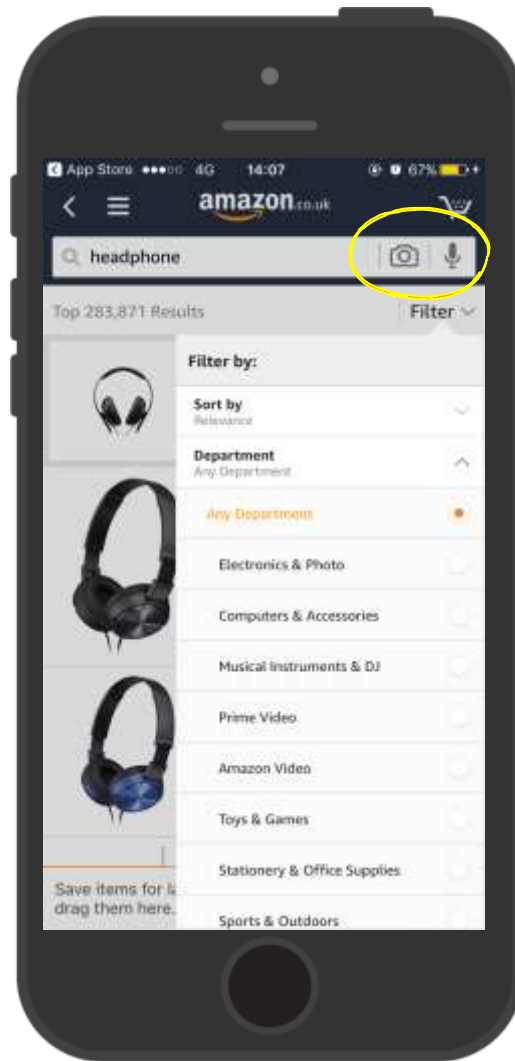 App Store 4G 14:07 67%
amazon.co.uk
headphone
Top 283,871 Results Filter
Filter by:
Sort by
Relevance
Department
Any Department
Any Department
Electronics & Photo
Computers & Accessories
Musical Instruments & DJ
Prime Video
Amazon Video
Toys & Games
Stationery & Office Supplies
Save items for la
drag them here.
Sports & Outdoors